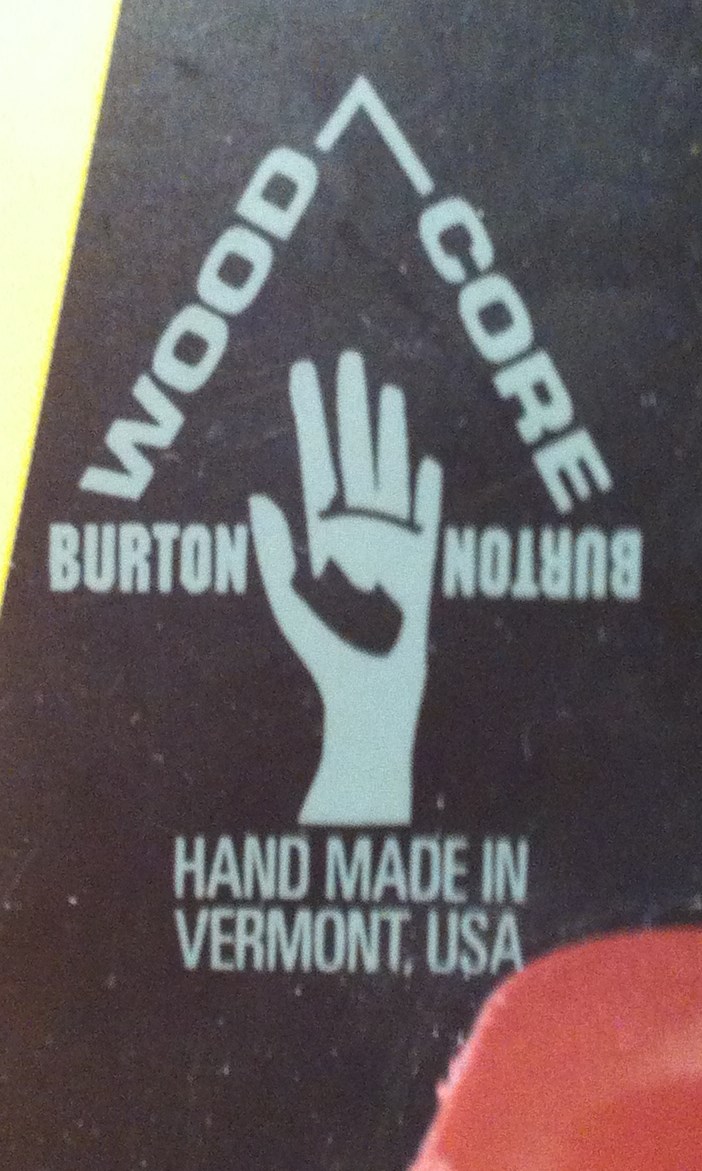 WOOD
CORE
BURTON
BURTON
HAND MADE IN
VERMONT, USA